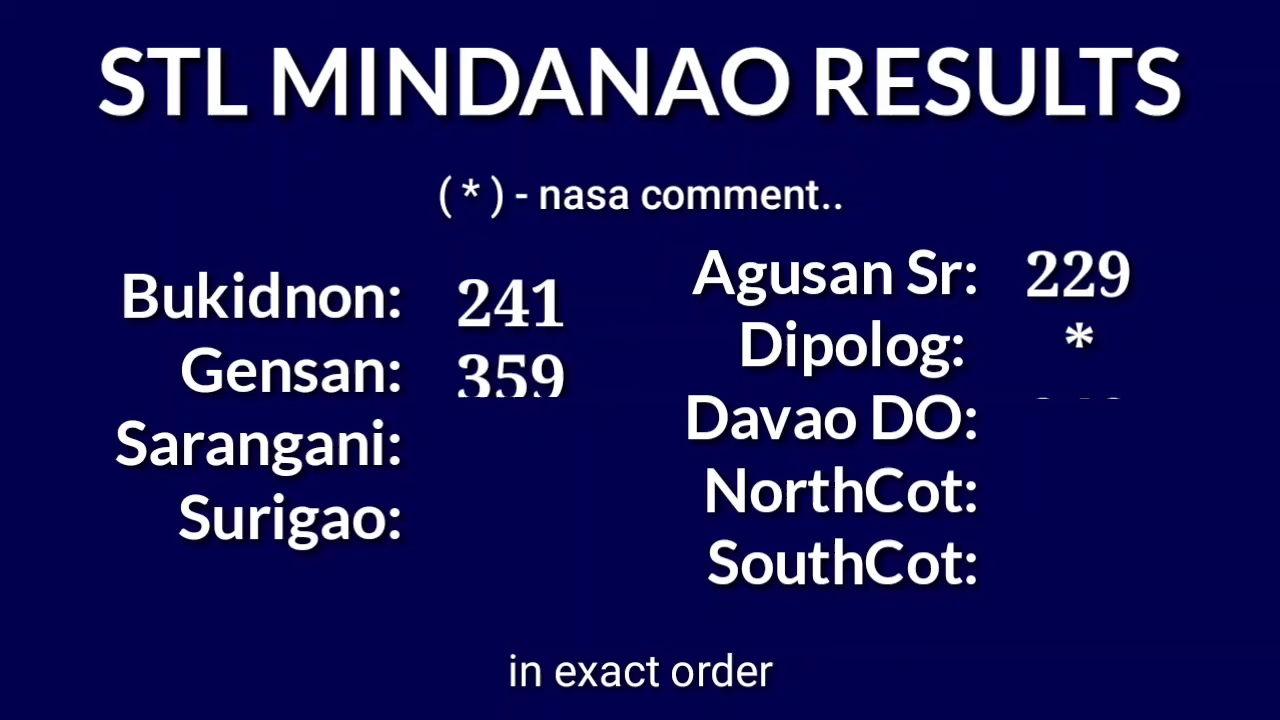 STL MINDANAO RESULTS
( * ) - nasa comment..
Bukidnon: 241
Gensan: 359
Sarangani:
Surigao:
Agusan Sr: 229
Dipolog: *
Davao DO:
NorthCot:
SouthCot:
in exact order